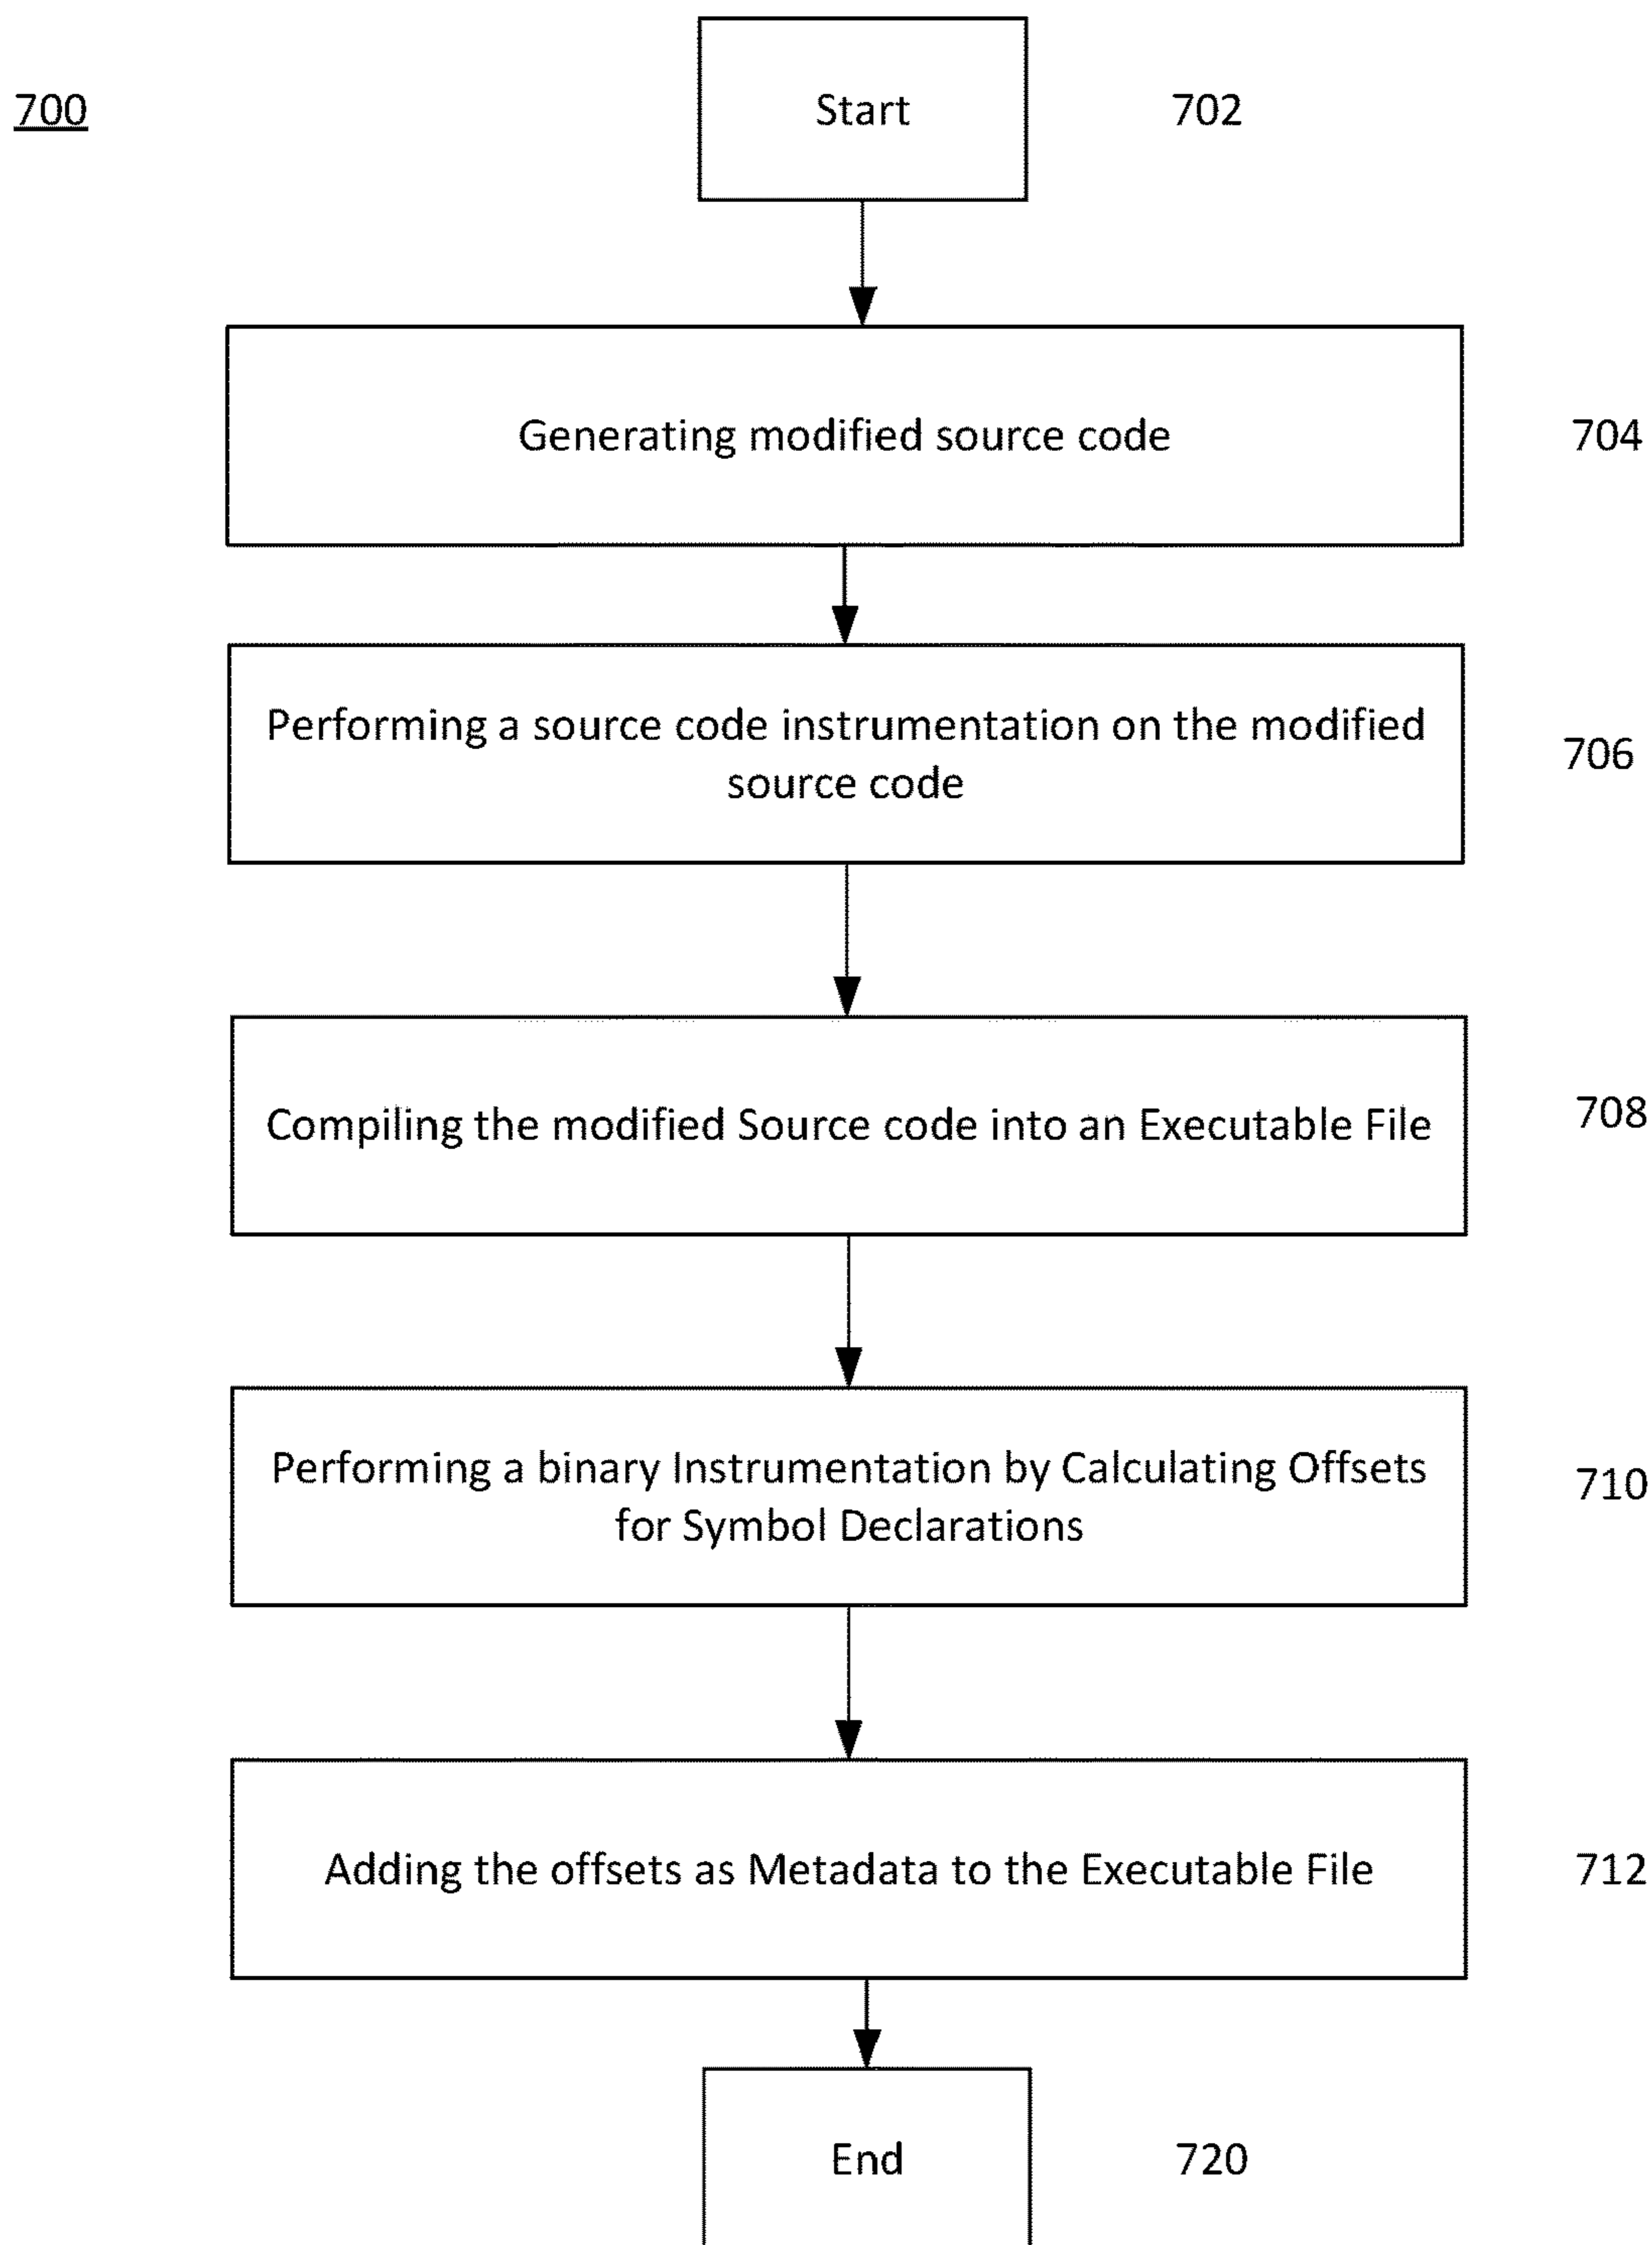 700
Start
702
Generating modified source code
704
Performing a source code instrumentation on the modified
source code
706
Compiling the modified Source code into an Executable File
708
Performing a binary Instrumentation by Calculating Offsets
for Symbol Declarations
710
Adding the offsets as Metadata to the Executable File
712
End
720